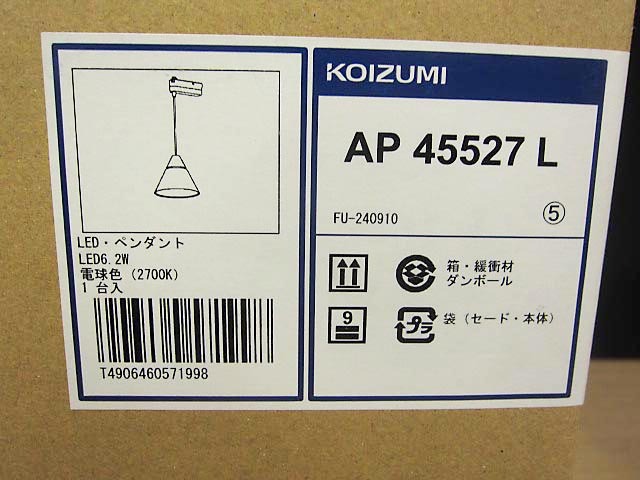 LED・ペンダント
LED6.2W
電球色 (2700K)
1 台入
T4906460571998
KOIZUMI
AP 45527 L
FU-240910
⑤
箱・緩衝材
ダンボール
9
プラ
袋 (セード・本体)